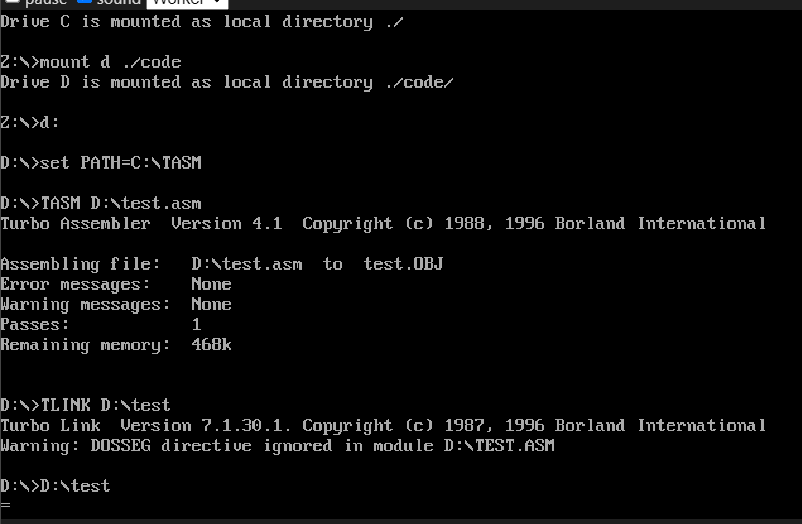 pause sound Worker
Drive C is mounted as local directory ./
Z:\>mount d ./code
Drive D is mounted as local directory ./code/
Z:\>d:
D:\>set PATH=C:\TASM
D:\>TASM D:\test.asm
Turbo Assembler  Version 4.1  Copyright (c) 1988, 1996 Borland International
Assembling file:   D:\test.asm  to  test.OBJ
Error messages:    None
Warning messages:  None
Passes:            1
Remaining memory:  468k
D:\>TLINK D:\test
Turbo Link  Version 7.1.30.1. Copyright (c) 1987, 1996 Borland International
Warning: DOSSEG directive ignored in module D:\TEST.ASM
D:\>D:\test
=